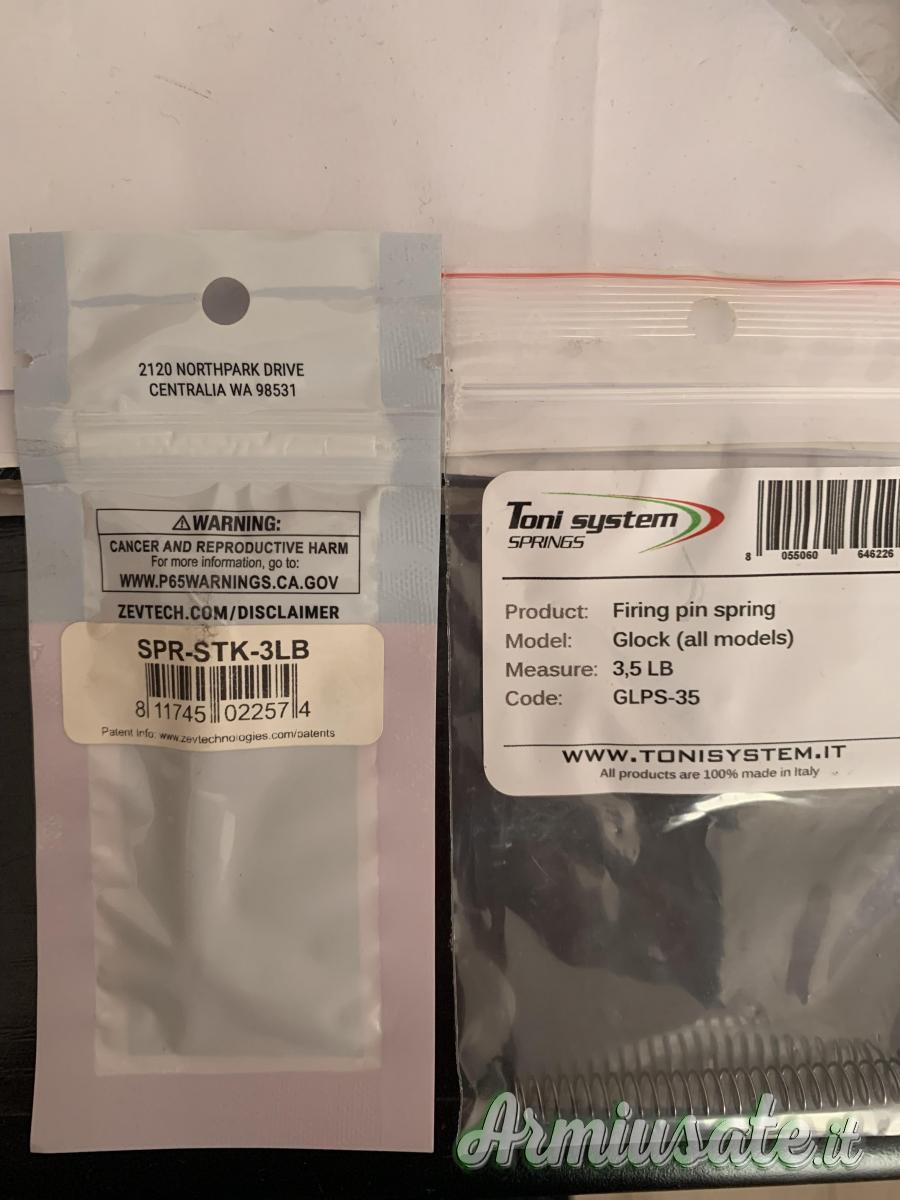 2120 NORTHPARK DRIVE
CENTRALIA WA 98531
⚠WARNING:
CANCER AND REPRODUCTIVE HARM
For more information, go to:
WWW.P65WARNINGS.CA.GOV
ZEVTECH.COM/DISCLAIMER
SPR-STK-3LB
8 11745 02257 4
Patent Info: www.zevtechnologies.com/patents
Toni system
SPRINGS
8 055060 646226
Product: Firing pin spring
Model: Glock (all models)
Measure: 3,5 LB
Code: GLPS-35
WWW.TONISYSTEM.IT
All products are 100% made in Italy
Armiusate.it